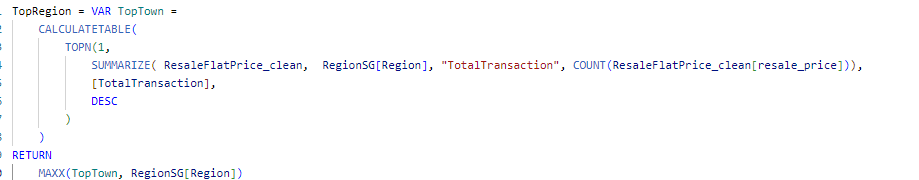 TopRegion = VAR TopTown =
CALCULATETABLE(
TOPN(1,
SUMMARIZE( ResaleFlatPrice_clean,  RegionSG[Region], "TotalTransaction", COUNT(ResaleFlatPrice_clean[resale_price])),
[TotalTransaction],
DESC
)
)
RETURN
MAXX(TopTown, RegionSG[Region])